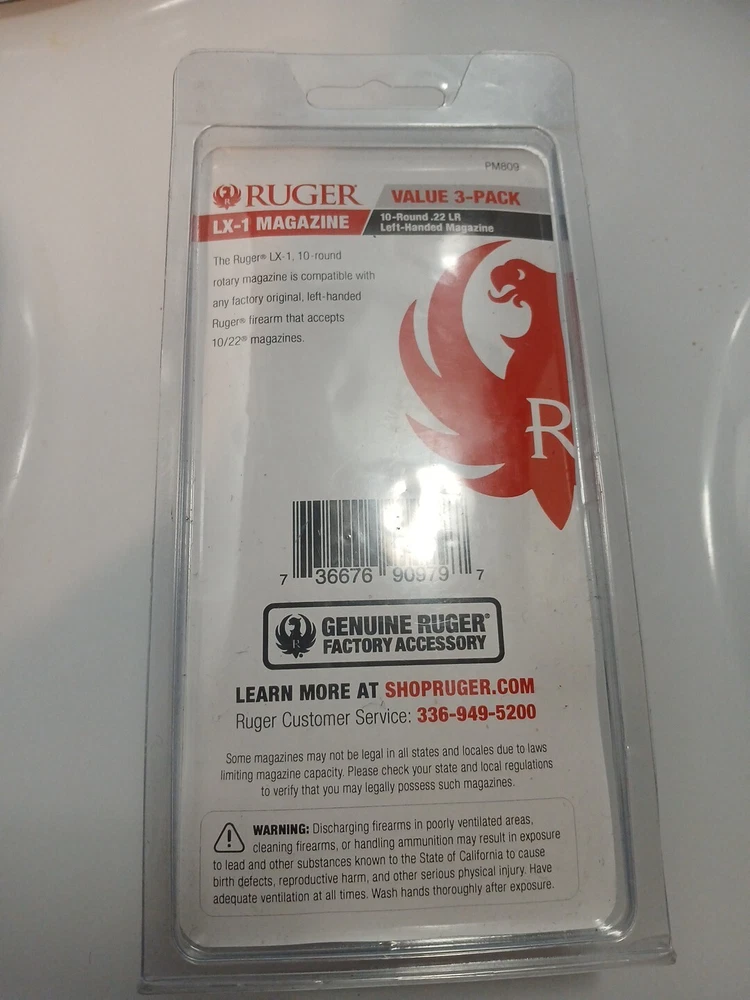 PM809
RUGER®
VALUE 3-PACK
LX-1 MAGAZINE
10-Round .22 LR
Left-Handed Magazine
The Ruger® LX-1, 10-round
rotary magazine is compatible with
any factory original, left-handed
Ruger® firearm that accepts
10/22® magazines.
R
7 36676 90979 7
GENUINE RUGER®
FACTORY ACCESSORY
LEARN MORE AT SHOPRUGER.COM
Ruger Customer Service: 336-949-5200
Some magazines may not be legal in all states and locales due to laws
limiting magazine capacity. Please check your state and local regulations
to verify that you may legally possess such magazines.
WARNING: Discharging firearms in poorly ventilated areas,
cleaning firearms, or handling ammunition may result in exposure
to lead and other substances known to the State of California to cause
birth defects, reproductive harm, and other serious physical injury. Have
adequate ventilation at all times. Wash hands thoroughly after exposure.